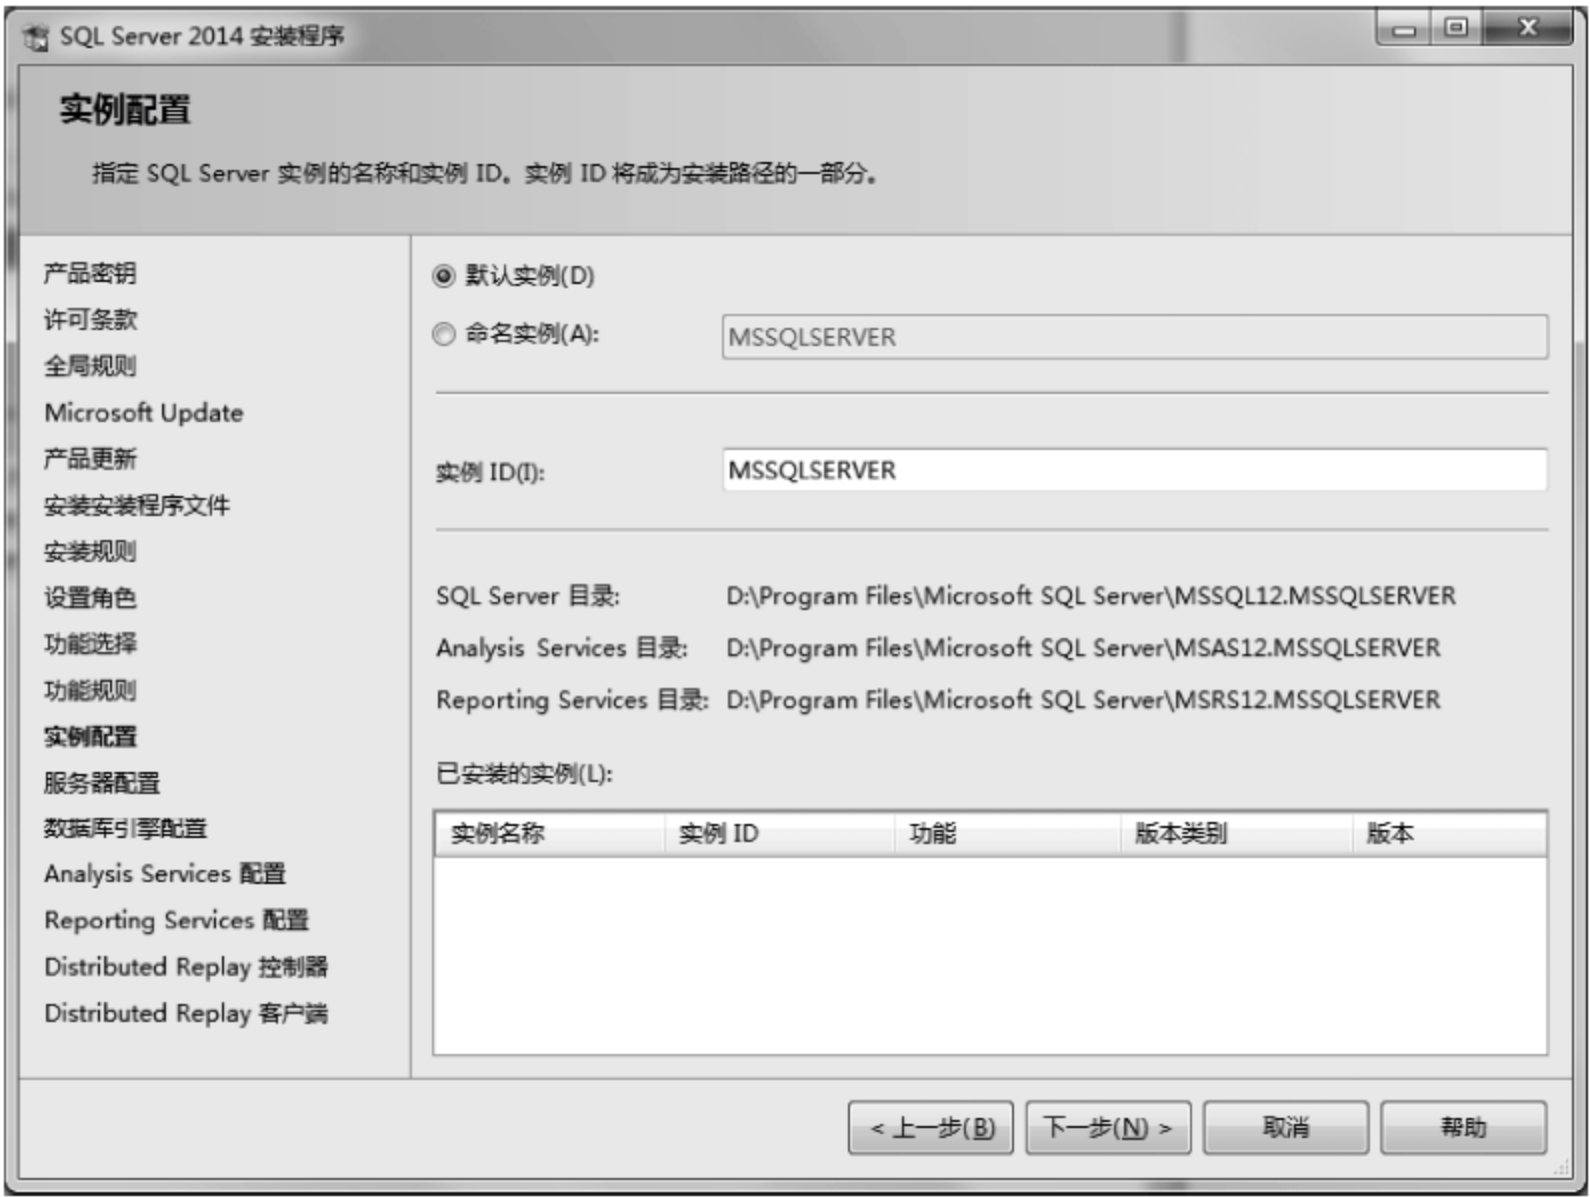 SQL Server 2014 安装程序
实例配置
指定 SQL Server 实例的名称和实例 ID。实例 ID 将成为安装路径的一部分。
产品密钥
许可条款
全局规则
Microsoft Update
产品更新
安装安装程序文件
安装规则
设置角色
功能选择
功能规则
实例配置
服务器配置
数据库引擎配置
Analysis Services 配置
Reporting Services 配置
Distributed Replay 控制器
Distributed Replay 客户端
默认实例(D)
命名实例(A): MSSQLSERVER
实例 ID(I): MSSQLSERVER
SQL Server 目录: D:\Program Files\Microsoft SQL Server\MSSQL12.MSSQLSERVER
Analysis Services 目录: D:\Program Files\Microsoft SQL Server\MSAS12.MSSQLSERVER
Reporting Services 目录: D:\Program Files\Microsoft SQL Server\MSRS12.MSSQLSERVER
已安装的实例(L):
实例名称 实例 ID 功能 版本类别 版本
< 上一步(B) 下一步(N) > 取消 帮助